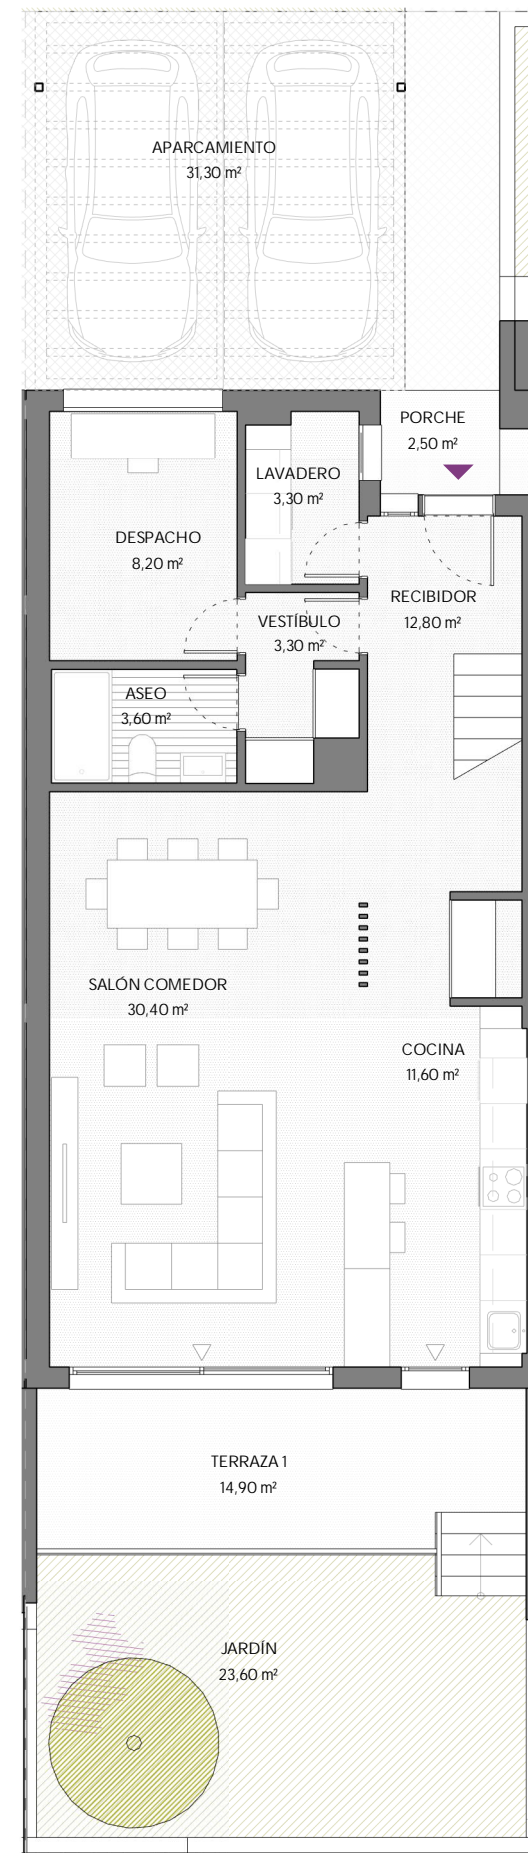 APARCAMIENTO
31,30 m²
PORCHE
2,50 m²
LAVADERO
3,30 m²
DESPACHO
8,20 m²
RECIBIDOR
12,80 m²
VESTÍBULO
3,30 m²
ASEO
3,60 m²
SALÓN COMEDOR
30,40 m²
COCINA
11,60 m²
TERRAZA 1
14,90 m²
JARDÍN
23,60 m²